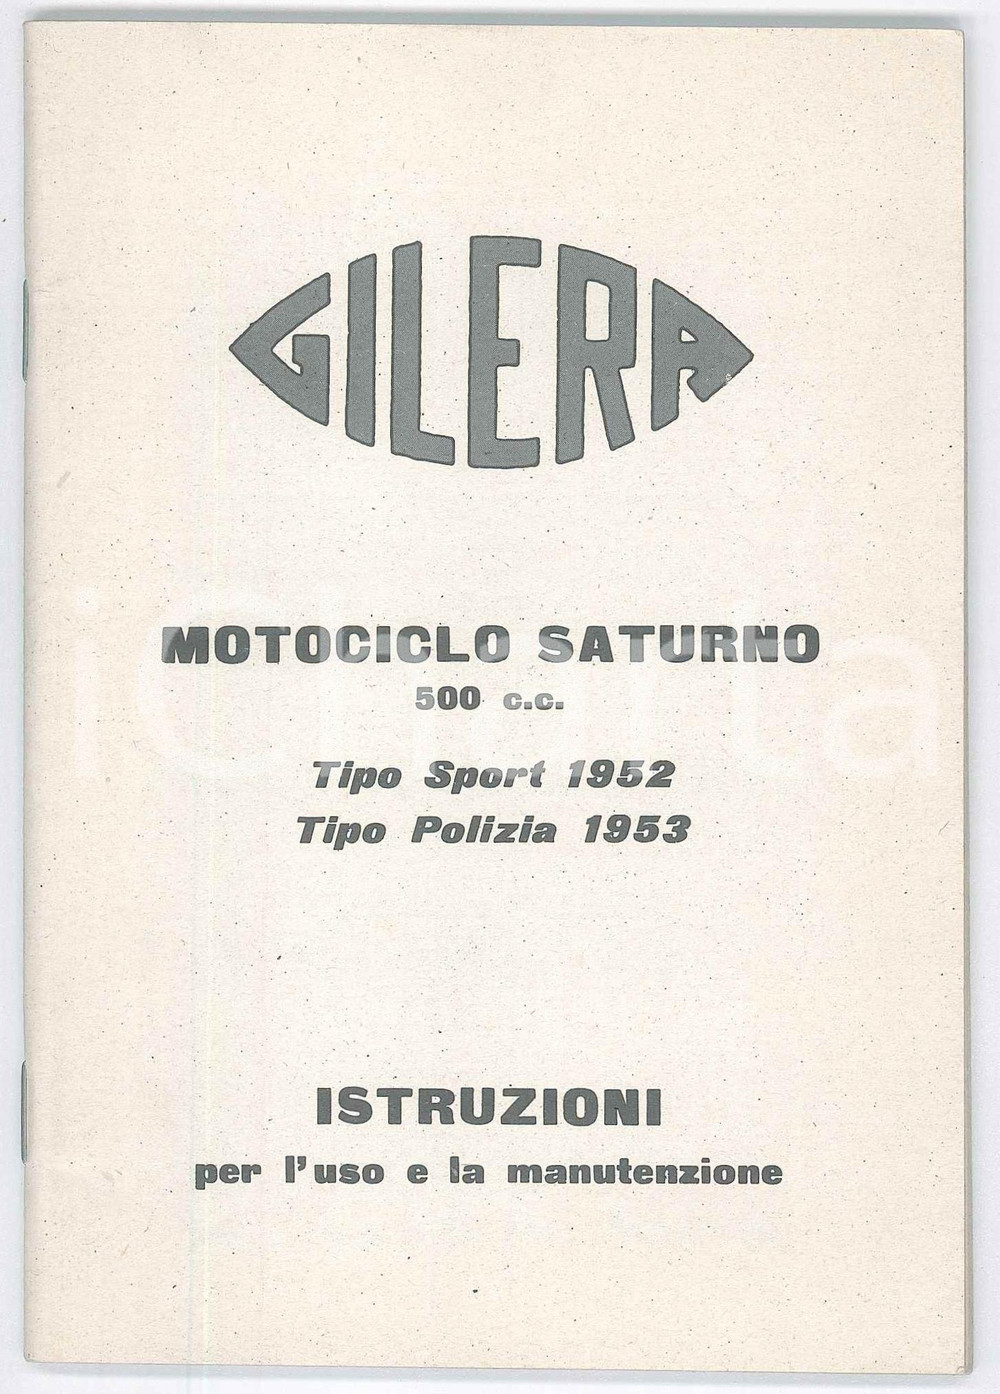 GILERA
MOTOCICLO SATURNO
500 c.c.
Tipo Sport 1952
Tipo Polizia 1953
ISTRUZIONI
per l'uso e la manutenzione